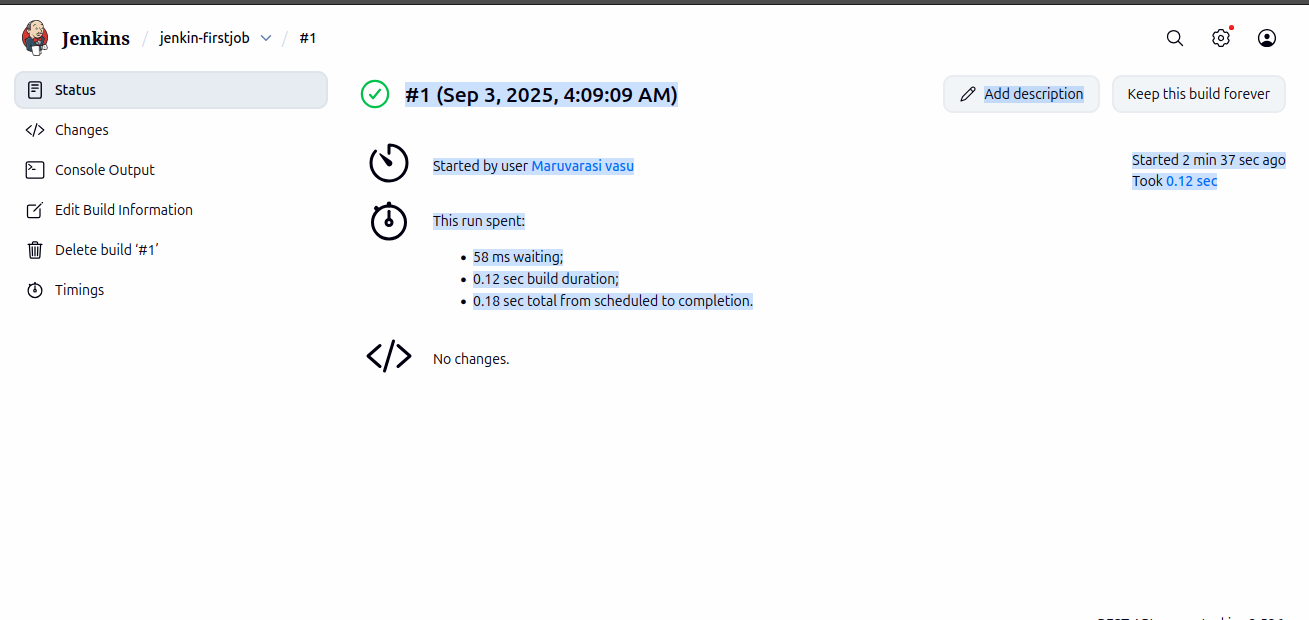 Jenkins / jenkin-firstjob / #1
Status
Changes
Console Output
Edit Build Information
Delete build ‘#1’
Timings
#1 (Sep 3, 2025, 4:09:09 AM)
Add description
Keep this build forever
Started by user Maruvarasi vasu
Started 2 min 37 sec ago
Took 0.12 sec
This run spent:
• 58 ms waiting;
• 0.12 sec build duration;
• 0.18 sec total from scheduled to completion.
No changes.